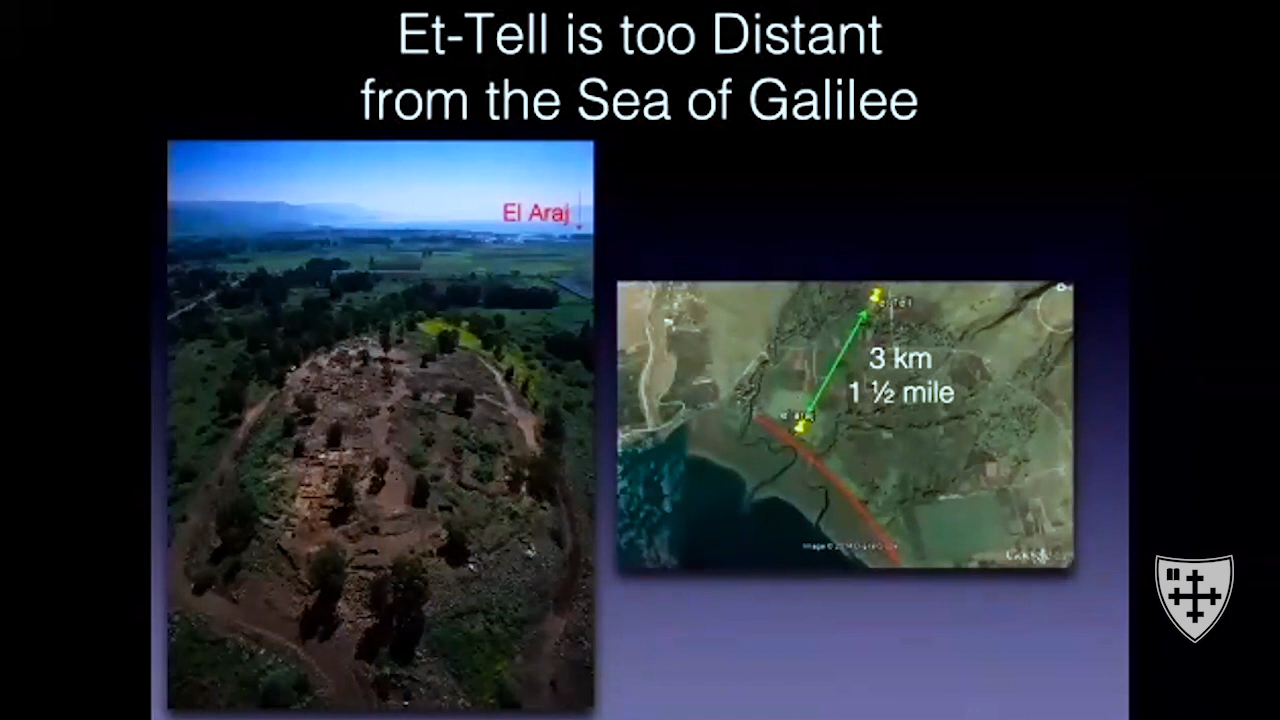 Et-Tell is too Distant
from the Sea of Galilee
El Araj
3 km
1 ½ mile